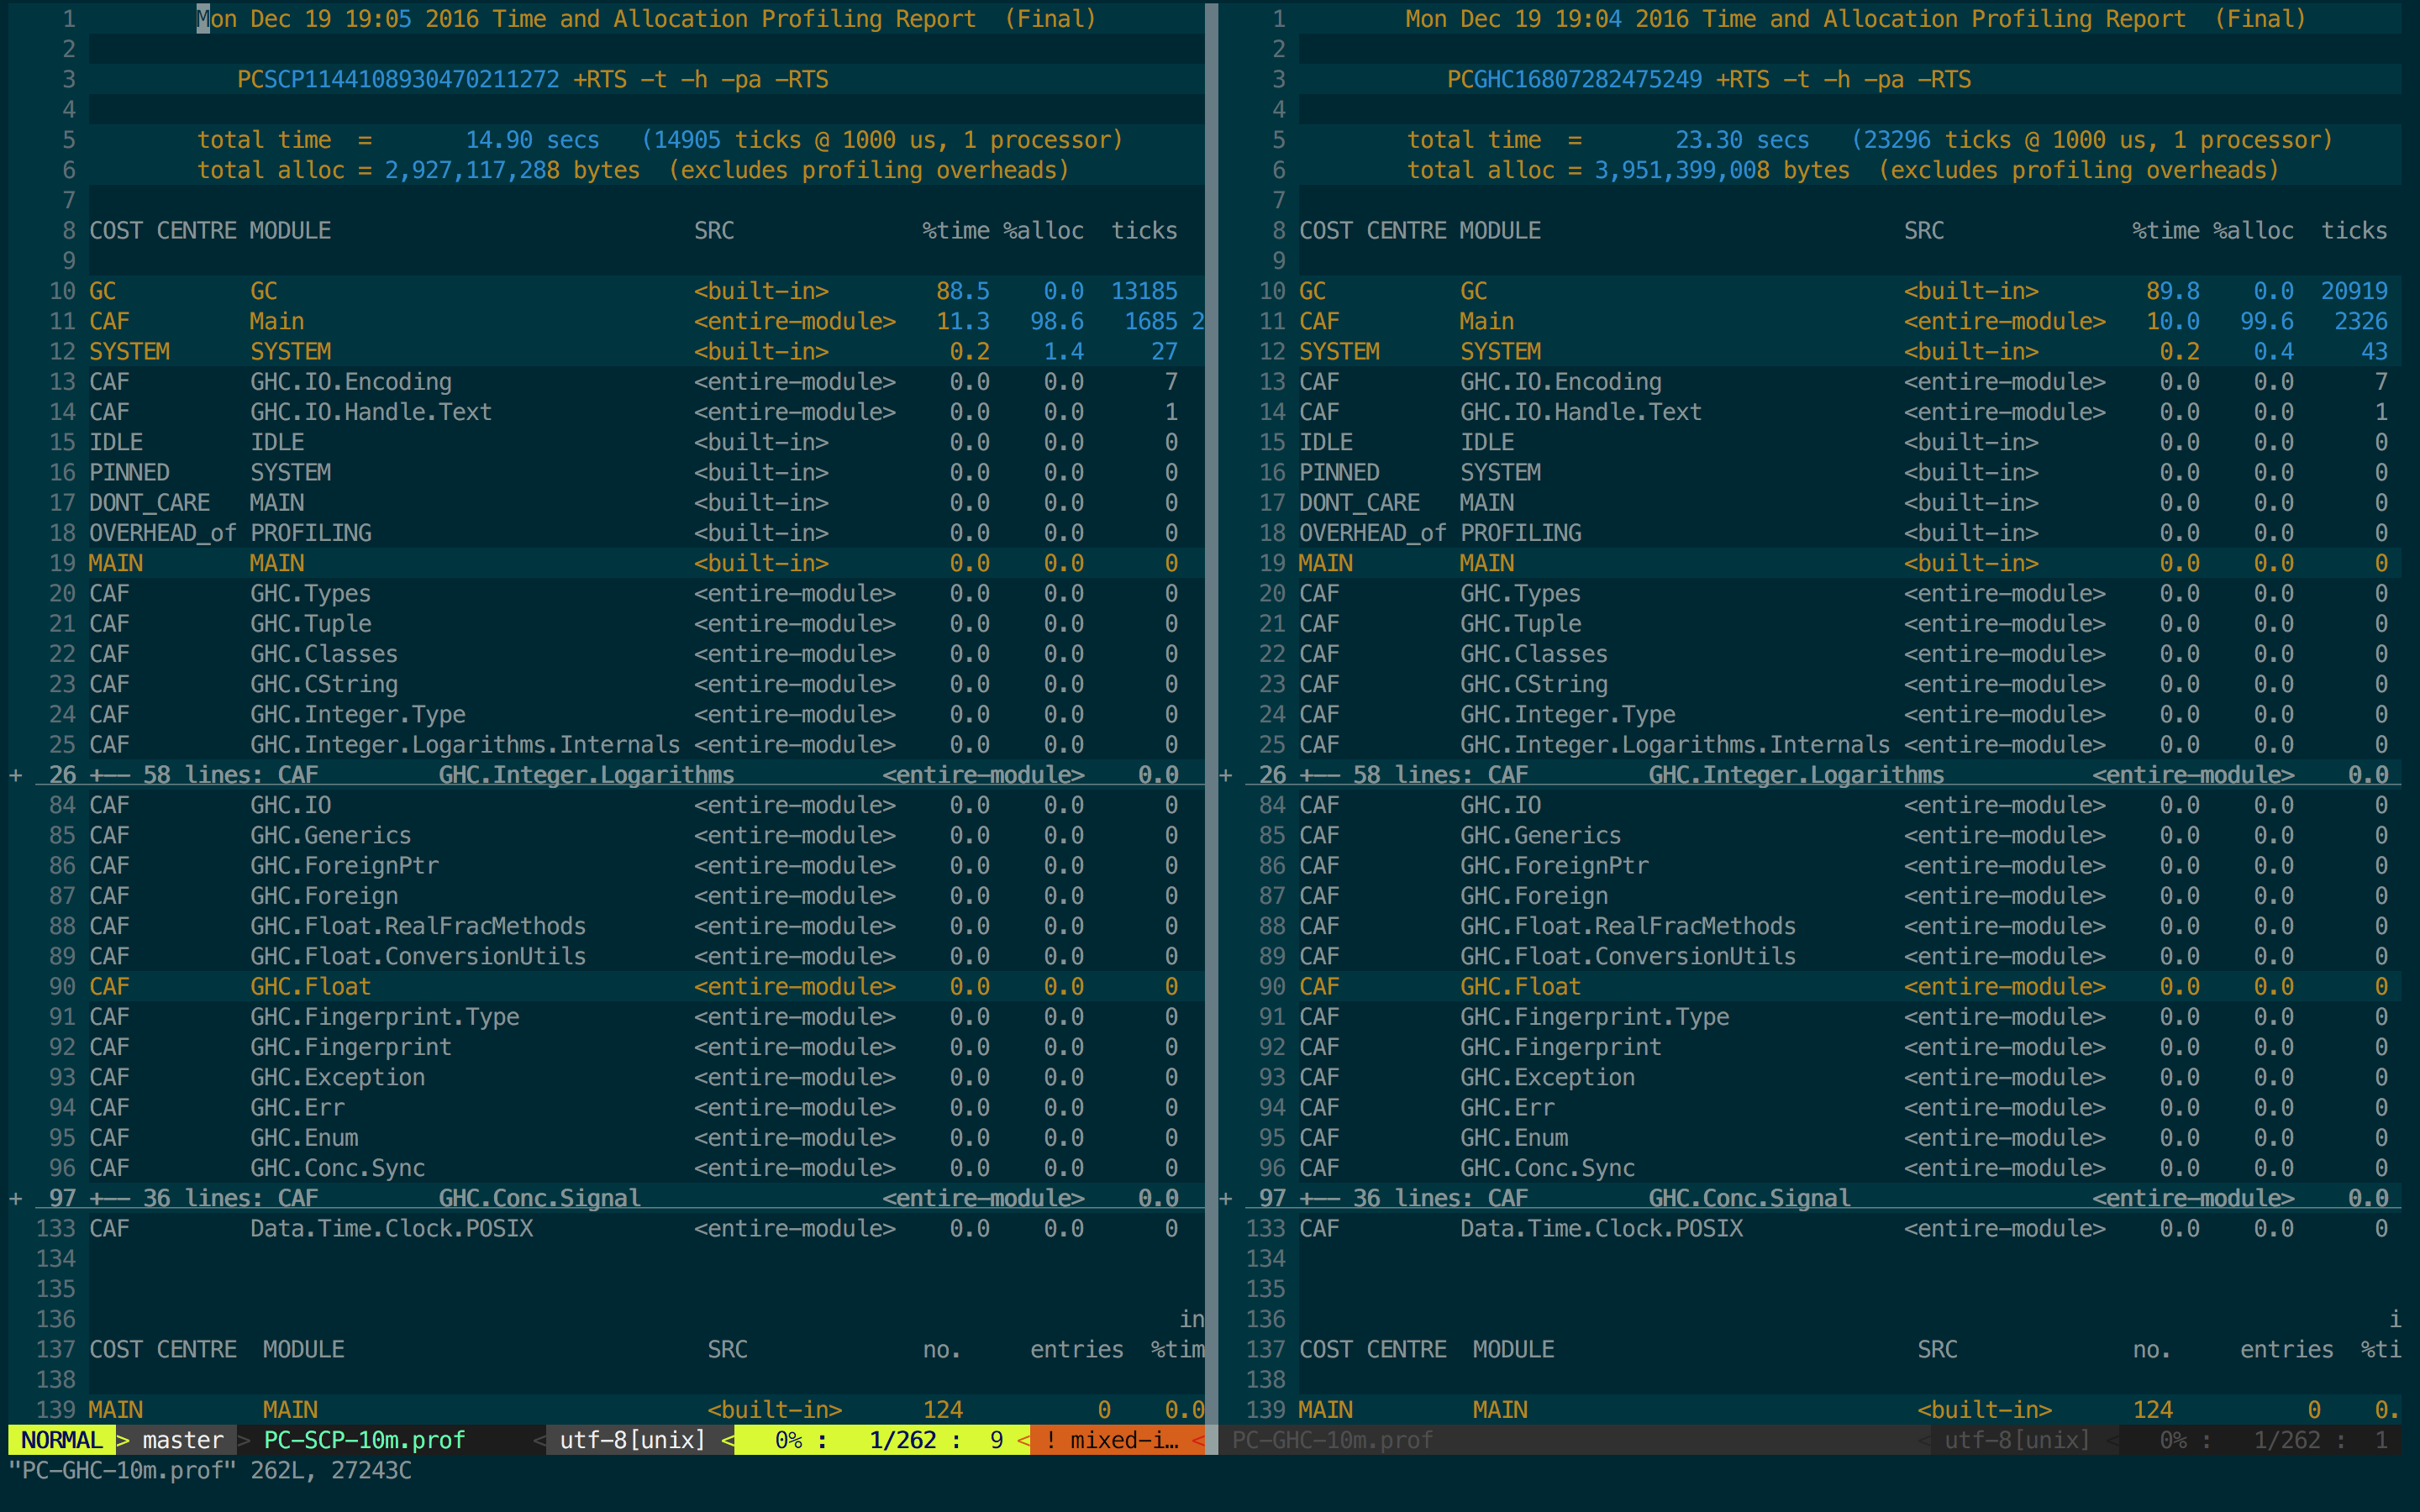 1 Mon Dec 19 19:05 2016 Time and Allocation Profiling Report (Final)
2
3 PCSCP1144108930470211272 +RTS -t -h -pa -RTS
4
5 total time = 14.90 secs (14905 ticks @ 1000 us, 1 processor)
6 total alloc = 2,927,117,288 bytes (excludes profiling overheads)
7
8 COST CENTRE MODULE SRC %time %alloc ticks
9
10 GC GC <built-in> 88.5 0.0 13185
11 CAF Main <entire-module> 11.3 98.6 1685 2
12 SYSTEM SYSTEM <built-in> 0.2 1.4 27
13 CAF GHC.IO.Encoding <entire-module> 0.0 0.0 7
14 CAF GHC.IO.Handle.Text <entire-module> 0.0 0.0 1
15 IDLE IDLE <built-in> 0.0 0.0 0
16 PINNED SYSTEM <built-in> 0.0 0.0 0
17 DONT_CARE MAIN <built-in> 0.0 0.0 0
18 OVERHEAD_of PROFILING <built-in> 0.0 0.0 0
19 MAIN MAIN <built-in> 0.0 0.0 0
20 CAF GHC.Types <entire-module> 0.0 0.0 0
21 CAF GHC.Tuple <entire-module> 0.0 0.0 0
22 CAF GHC.Classes <entire-module> 0.0 0.0 0
23 CAF GHC.CString <entire-module> 0.0 0.0 0
24 CAF GHC.Integer.Type <entire-module> 0.0 0.0 0
25 CAF GHC.Integer.Logarithms.Internals <entire-module> 0.0 0.0 0
+ 26 +-- 58 lines: CAF GHC.Integer.Logarithms <entire-module> 0.0
84 CAF GHC.IO <entire-module> 0.0 0.0 0
85 CAF GHC.Generics <entire-module> 0.0 0.0 0
86 CAF GHC.ForeignPtr <entire-module> 0.0 0.0 0
87 CAF GHC.Foreign <entire-module> 0.0 0.0 0
88 CAF GHC.Float.RealFracMethods <entire-module> 0.0 0.0 0
89 CAF GHC.Float.ConversionUtils <entire-module> 0.0 0.0 0
90 CAF GHC.Float <entire-module> 0.0 0.0 0
91 CAF GHC.Fingerprint.Type <entire-module> 0.0 0.0 0
92 CAF GHC.Fingerprint <entire-module> 0.0 0.0 0
93 CAF GHC.Exception <entire-module> 0.0 0.0 0
94 CAF GHC.Err <entire-module> 0.0 0.0 0
95 CAF GHC.Enum <entire-module> 0.0 0.0 0
96 CAF GHC.Conc.Sync <entire-module> 0.0 0.0 0
+ 97 +-- 36 lines: CAF GHC.Conc.Signal <entire-module> 0.0
133 CAF Data.Time.Clock.POSIX <entire-module> 0.0 0.0 0
134
135
136 in
137 COST CENTRE MODULE SRC no. entries %tim
138
139 MAIN MAIN <built-in> 124 0 0.0
NORMAL > master > PC-SCP-10m.prof < utf-8[unix] < 0% : 1/262 : 9 < ! mixed-i… <
1 Mon Dec 19 19:04 2016 Time and Allocation Profiling Report (Final)
2
3 PCGHC16807282475249 +RTS -t -h -pa -RTS
4
5 total time = 23.30 secs (23296 ticks @ 1000 us, 1 processor)
6 total alloc = 3,951,399,008 bytes (excludes profiling overheads)
7
8 COST CENTRE MODULE SRC %time %alloc ticks
9
10 GC GC <built-in> 89.8 0.0 20919
11 CAF Main <entire-module> 10.0 99.6 2326
12 SYSTEM SYSTEM <built-in> 0.2 0.4 43
13 CAF GHC.IO.Encoding <entire-module> 0.0 0.0 7
14 CAF GHC.IO.Handle.Text <entire-module> 0.0 0.0 1
15 IDLE IDLE <built-in> 0.0 0.0 0
16 PINNED SYSTEM <built-in> 0.0 0.0 0
17 DONT_CARE MAIN <built-in> 0.0 0.0 0
18 OVERHEAD_of PROFILING <built-in> 0.0 0.0 0
19 MAIN MAIN <built-in> 0.0 0.0 0
20 CAF GHC.Types <entire-module> 0.0 0.0 0
21 CAF GHC.Tuple <entire-module> 0.0 0.0 0
22 CAF GHC.Classes <entire-module> 0.0 0.0 0
23 CAF GHC.CString <entire-module> 0.0 0.0 0
24 CAF GHC.Integer.Type <entire-module> 0.0 0.0 0
25 CAF GHC.Integer.Logarithms.Internals <entire-module> 0.0 0.0 0
+ 26 +-- 58 lines: CAF GHC.Integer.Logarithms <entire-module> 0.0
84 CAF GHC.IO <entire-module> 0.0 0.0 0
85 CAF GHC.Generics <entire-module> 0.0 0.0 0
86 CAF GHC.ForeignPtr <entire-module> 0.0 0.0 0
87 CAF GHC.Foreign <entire-module> 0.0 0.0 0
88 CAF GHC.Float.RealFracMethods <entire-module> 0.0 0.0 0
89 CAF GHC.Float.ConversionUtils <entire-module> 0.0 0.0 0
90 CAF GHC.Float <entire-module> 0.0 0.0 0
91 CAF GHC.Fingerprint.Type <entire-module> 0.0 0.0 0
92 CAF GHC.Fingerprint <entire-module> 0.0 0.0 0
93 CAF GHC.Exception <entire-module> 0.0 0.0 0
94 CAF GHC.Err <entire-module> 0.0 0.0 0
95 CAF GHC.Enum <entire-module> 0.0 0.0 0
96 CAF GHC.Conc.Sync <entire-module> 0.0 0.0 0
+ 97 +-- 36 lines: CAF GHC.Conc.Signal <entire-module> 0.0
133 CAF Data.Time.Clock.POSIX <entire-module> 0.0 0.0 0
134
135
136 i
137 COST CENTRE MODULE SRC no. entries %ti
138
139 MAIN MAIN <built-in> 124 0 0.
PC-GHC-10m.prof < utf-8[unix] < 0% : 1/262 : 1
"PC-GHC-10m.prof" 262L, 27243C